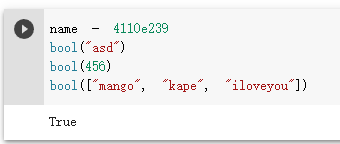 name - 4110e239
bool("asd")
bool(456)
bool(["mango", "kape", "iloveyou"])
True